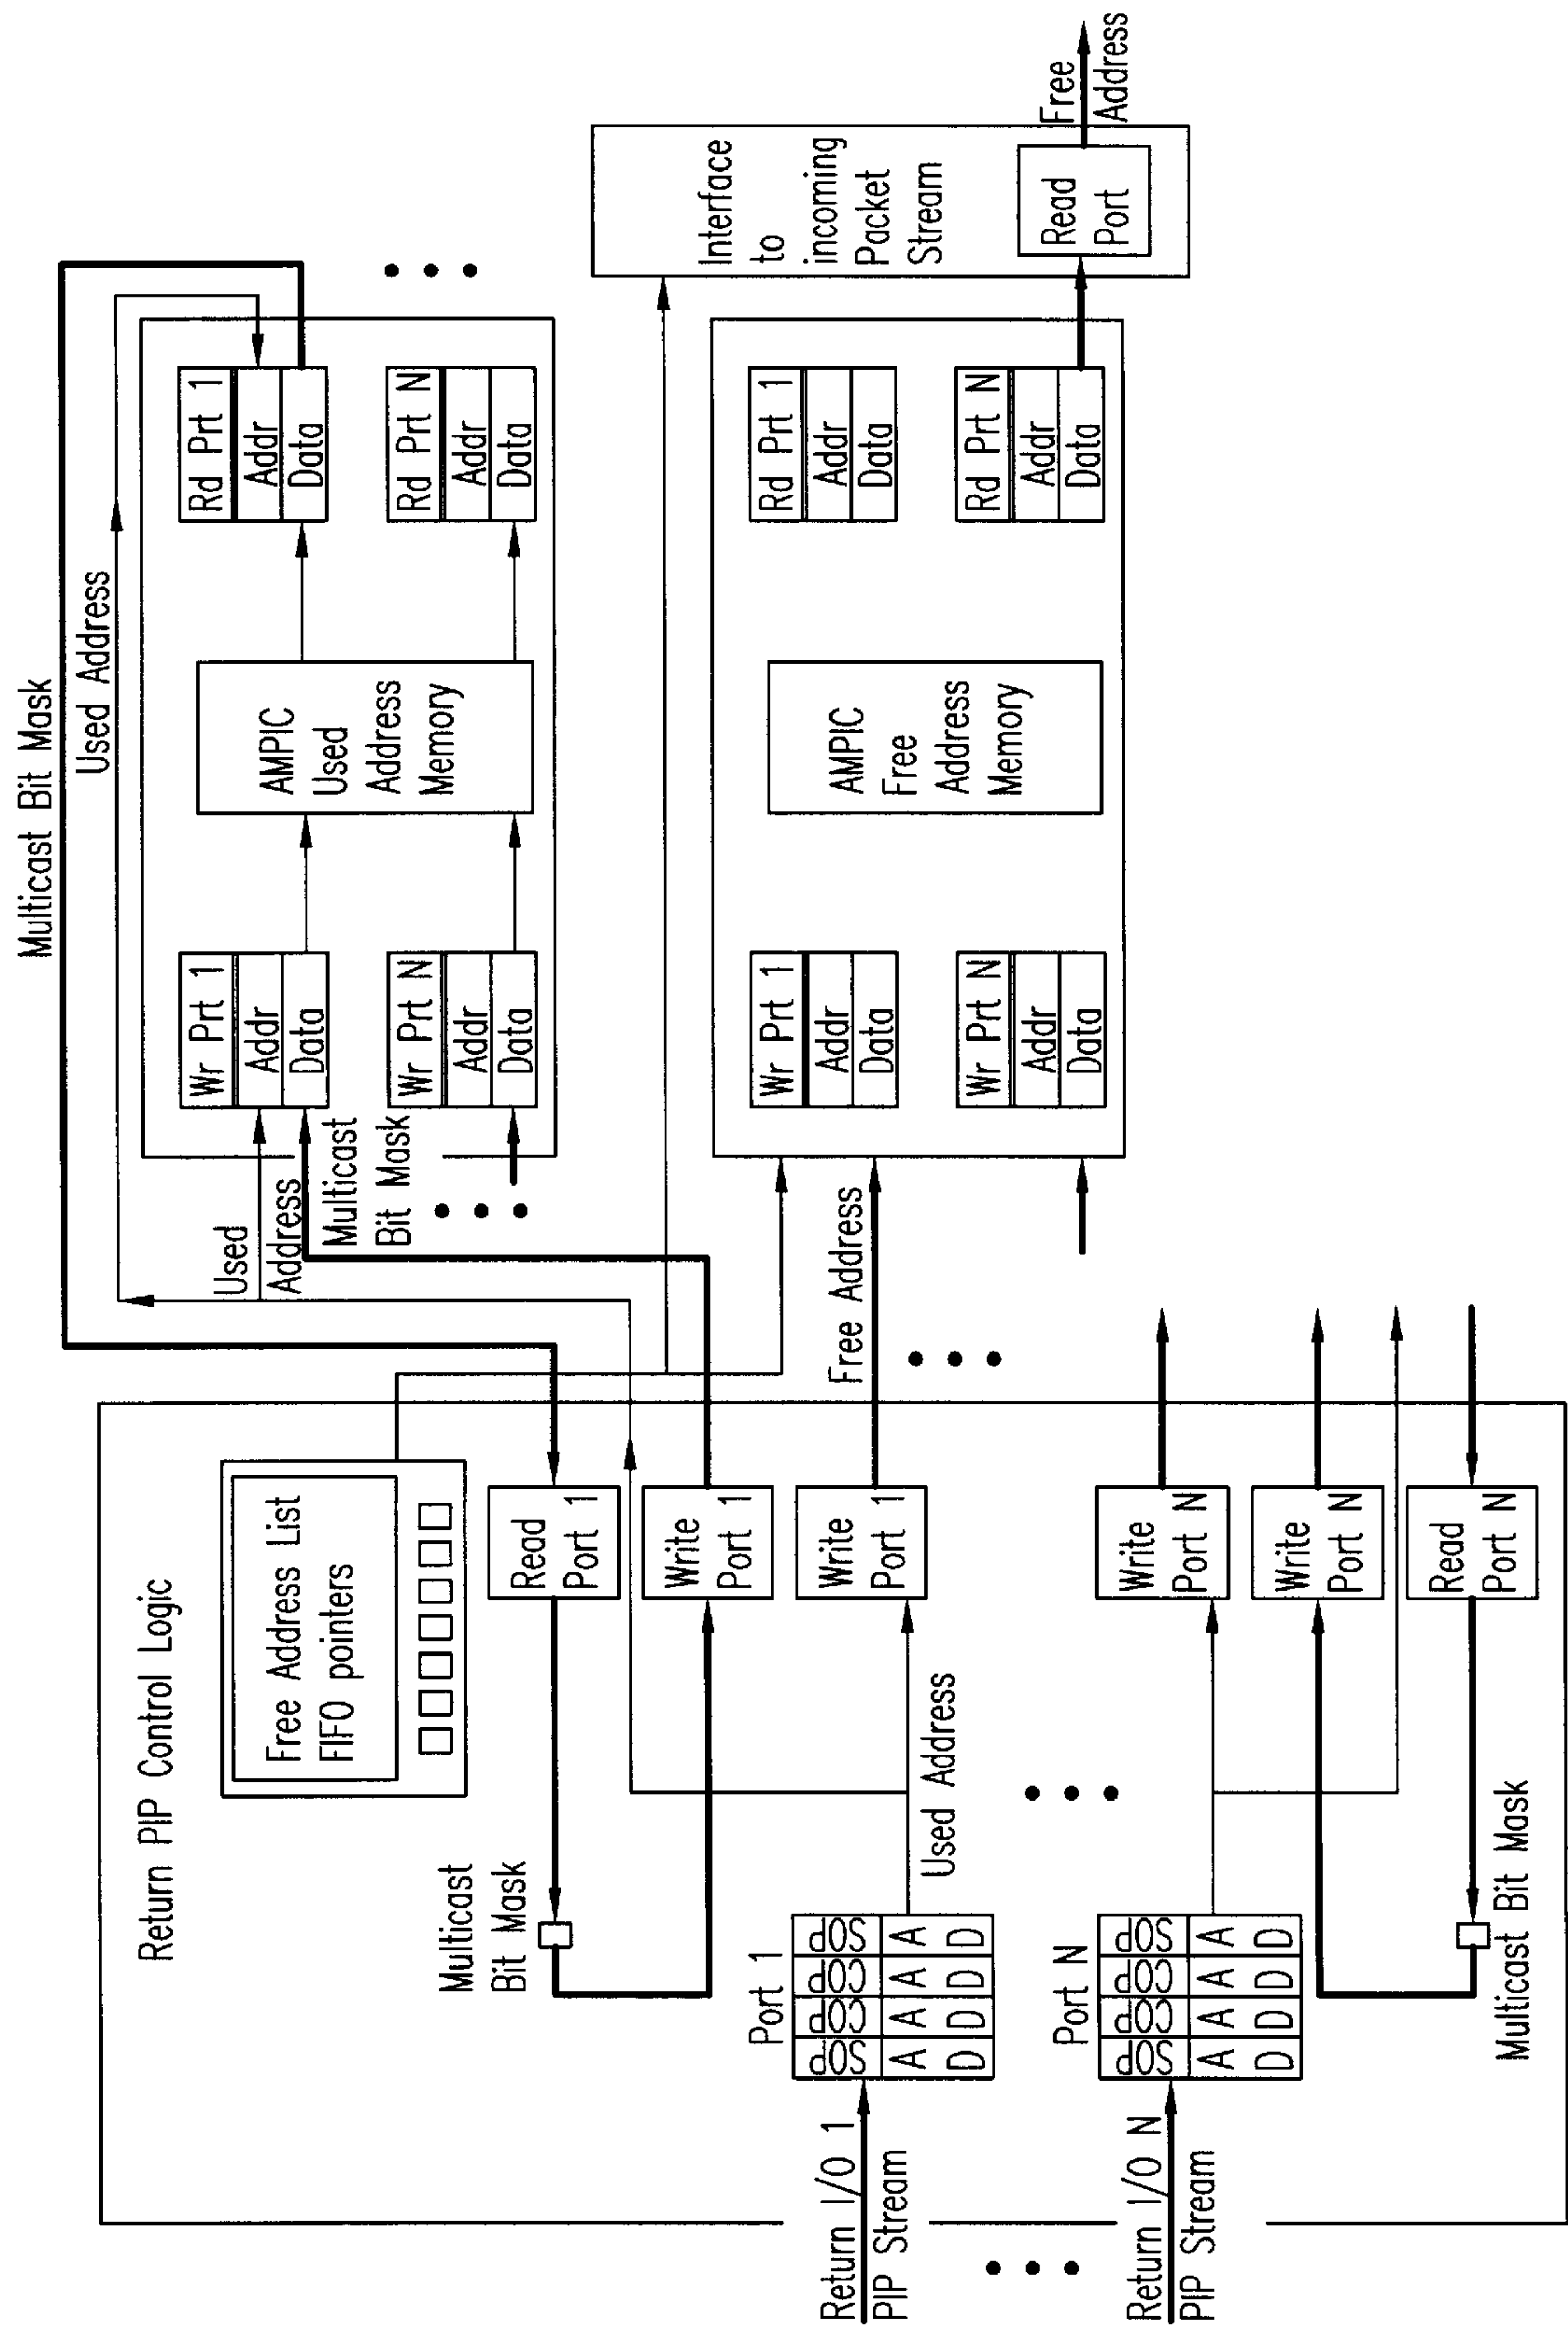 Multicast Bit Mask
Used Address
Return PIP Control Logic
Free Address List
FIFO pointers
Used
Address
Wr Prt 1
Addr
Data
AMPIC
Used
Address
Memory
Rd Prt 1
Addr
Data
Multicast
Bit Mask
Wr Prt N
Addr
Data
Rd Prt N
Addr
Data
Read
Port 1
Multicast
Bit Mask
Write
Port 1
Write
Port 1
Free Address
Wr Prt 1
Addr
Data
AMPIC
Free
Address
Memory
Rd Prt 1
Addr
Data
Wr Prt N
Addr
Data
Rd Prt N
Addr
Data
Interface
to
incoming
Packet
Stream
Read
Port
Free
Address
Port 1
SOP COP COP SOP
A A A A
D D D D
Used Address
Return I/O 1
PIP Stream
Port N
SOP COP COP SOP
A A A A
D D D D
Return I/O N
PIP Stream
Write
Port N
Write
Port N
Read
Port N
Multicast Bit Mask